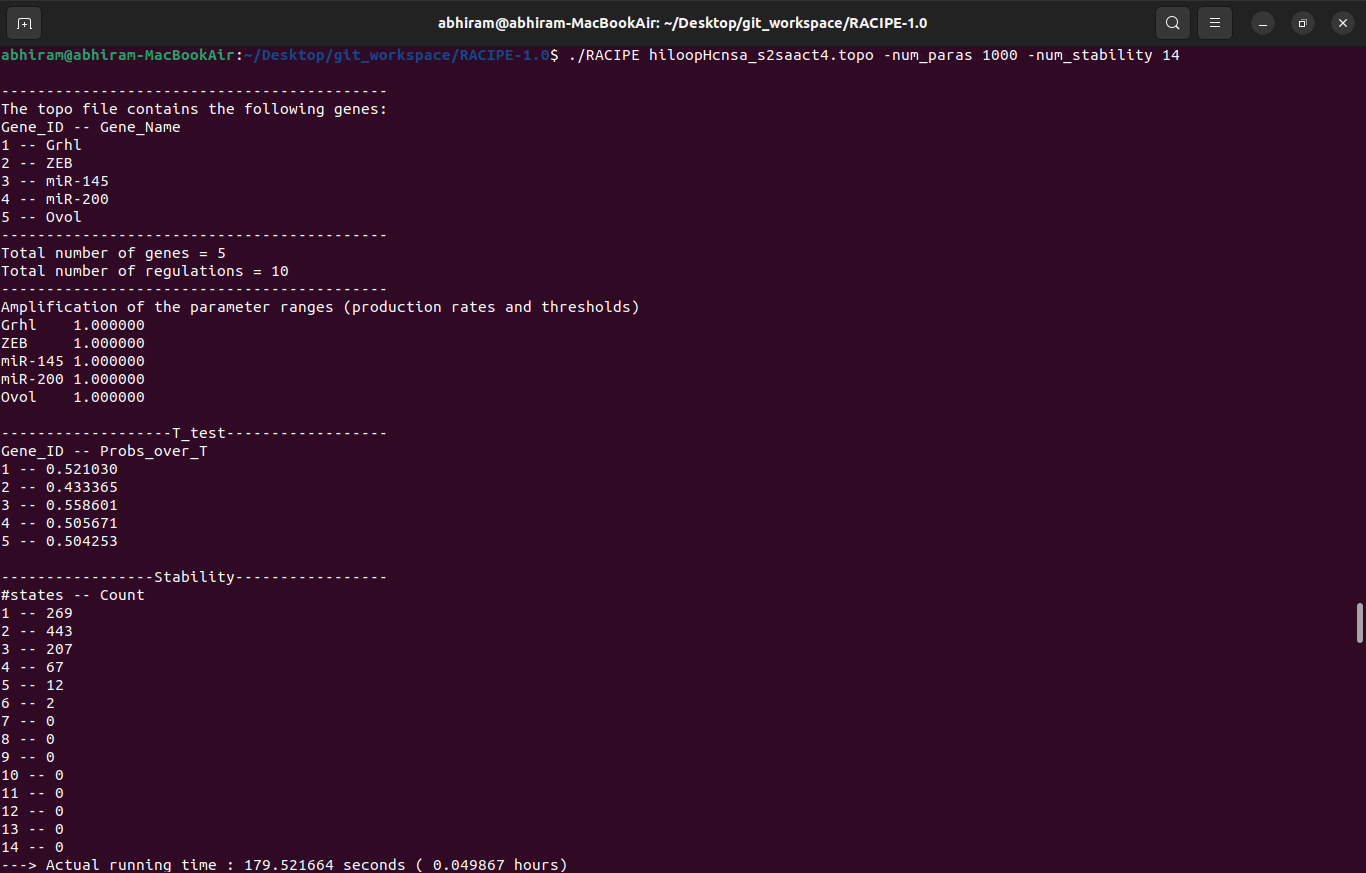 abhiram@abhiram-MacBookAir: ~/Desktop/git_workspace/RACIPE-1.0
abhiram@abhiram-MacBookAir:~/Desktop/git_workspace/RACIPE-1.0$ ./RACIPE hiloopHcnsa_s2saact4.topo -num_paras 1000 -num_stability 14
-------------------------------------------
The topo file contains the following genes:
Gene_ID -- Gene_Name
1 -- Grhl
2 -- ZEB
3 -- miR-145
4 -- miR-200
5 -- Ovol
-------------------------------------------
Total number of genes = 5
Total number of regulations = 10
-------------------------------------------
Amplification of the parameter ranges (production rates and thresholds)
Grhl    1.000000
ZEB     1.000000
miR-145 1.000000
miR-200 1.000000
Ovol    1.000000
-------------------T_test------------------
Gene_ID -- Probs_over_T
1 -- 0.521030
2 -- 0.433365
3 -- 0.558601
4 -- 0.505671
5 -- 0.504253
-----------------Stability-----------------
#states -- Count
1 -- 269
2 -- 443
3 -- 207
4 -- 67
5 -- 12
6 -- 2
7 -- 0
8 -- 0
9 -- 0
10 -- 0
11 -- 0
12 -- 0
13 -- 0
14 -- 0
---> Actual running time : 179.521664 seconds ( 0.049867 hours)